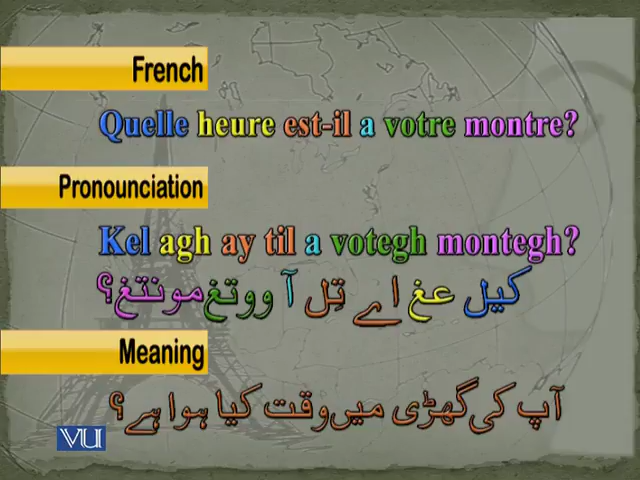 French
Quelle heure est-il a votre montre?
Pronounciation
Kel agh ay til a votegh montegh?
کیل عغ اے تِل آ ووتغ مونتغ؟
Meaning
آپ کی گھڑی میں وقت کیا ہوا ہے؟
VU